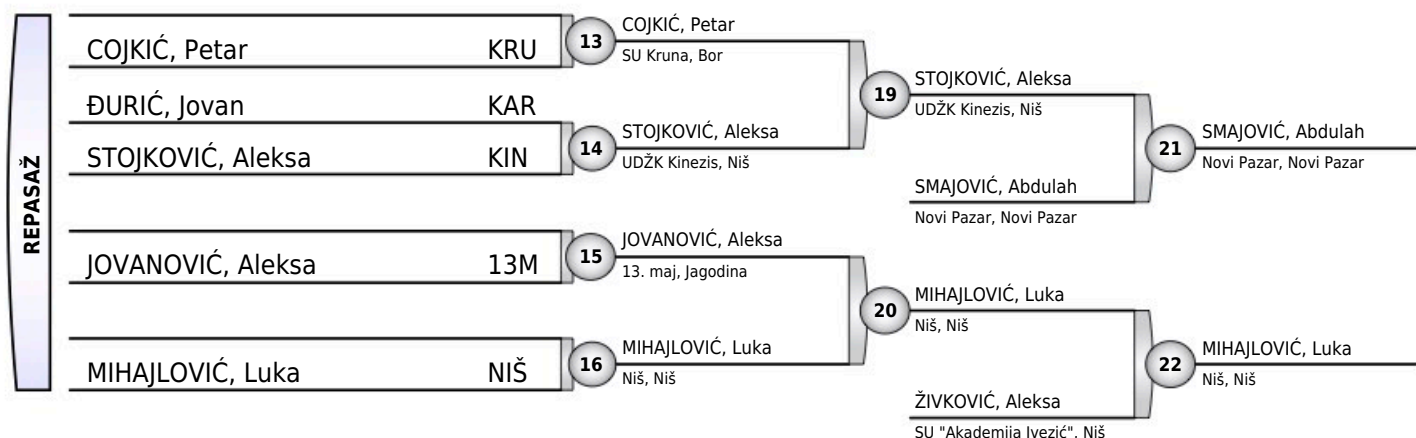 REPASAŽ
COJKIĆ, Petar KRU
ĐURIĆ, Jovan KAR
STOJKOVIĆ, Aleksa KIN
JOVANOVIĆ, Aleksa 13M
MIHAJLOVIĆ, Luka NIŠ
13
COJKIĆ, Petar
SU Kruna, Bor
14
STOJKOVIĆ, Aleksa
UDŽK Kinezis, Niš
15
JOVANOVIĆ, Aleksa
13. maj, Jagodina
16
MIHAJLOVIĆ, Luka
Niš, Niš
19
STOJKOVIĆ, Aleksa
UDŽK Kinezis, Niš
SMAJOVIĆ, Abdulah
Novi Pazar, Novi Pazar
20
MIHAJLOVIĆ, Luka
Niš, Niš
ŽIVKOVIĆ, Aleksa
SU "Akademija Ivezić", Niš
21
SMAJOVIĆ, Abdulah
Novi Pazar, Novi Pazar
22
MIHAJLOVIĆ, Luka
Niš, Niš